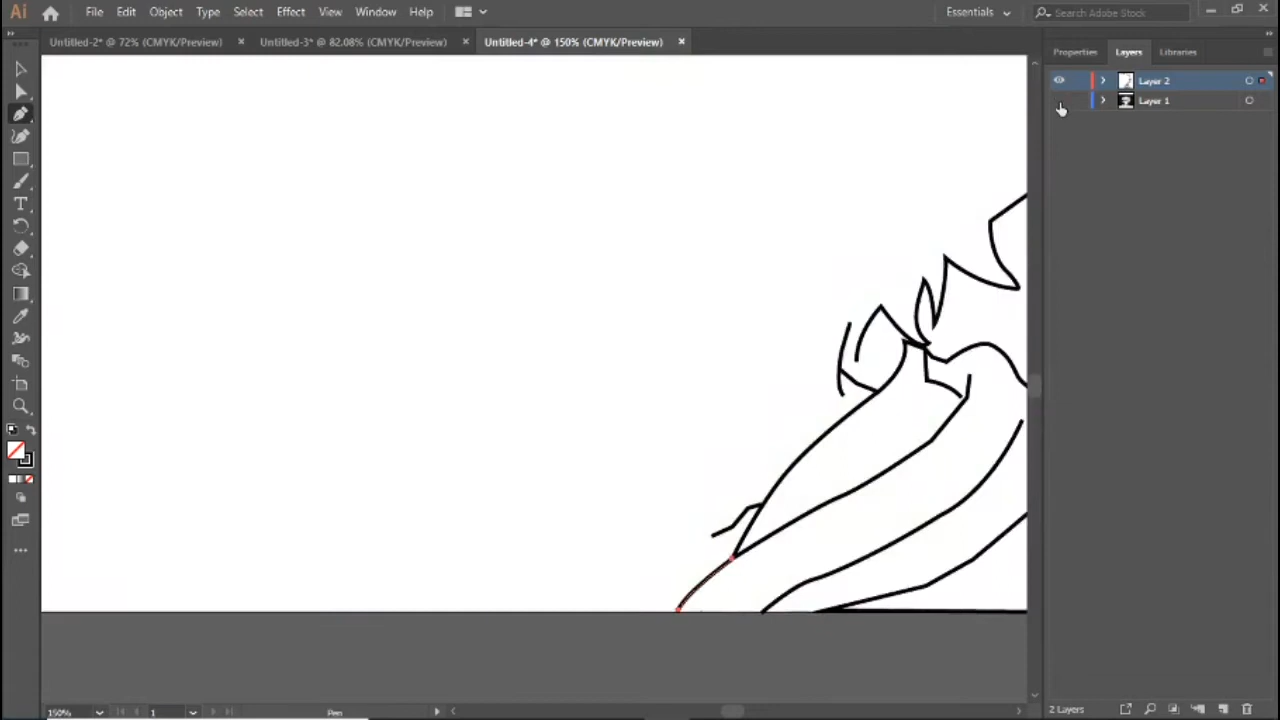 Ai File Edit Object Type Select Effect View Window Help Essentials Search Adobe Stock
Untitled-2* @ 72% (CMYK/Preview) × Untitled-3* @ 82.08% (CMYK/Preview) × Untitled-4* @ 150% (CMYK/Preview) ×
Properties Layers Libraries
Layer 2
Layer 1
T
150% 1 Pen 2 Layers